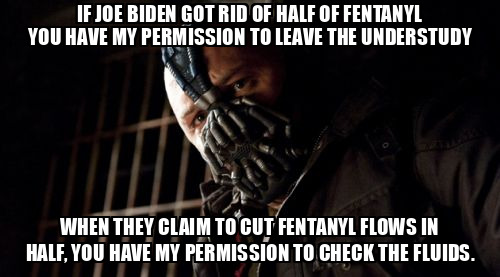 IF JOE BIDEN GOT RID OF HALF OF FENTANYL
YOU HAVE MY PERMISSION TO LEAVE THE UNDERSTUDY
WHEN THEY CLAIM TO CUT FENTANYL FLOWS IN
HALF, YOU HAVE MY PERMISSION TO CHECK THE FLUIDS.